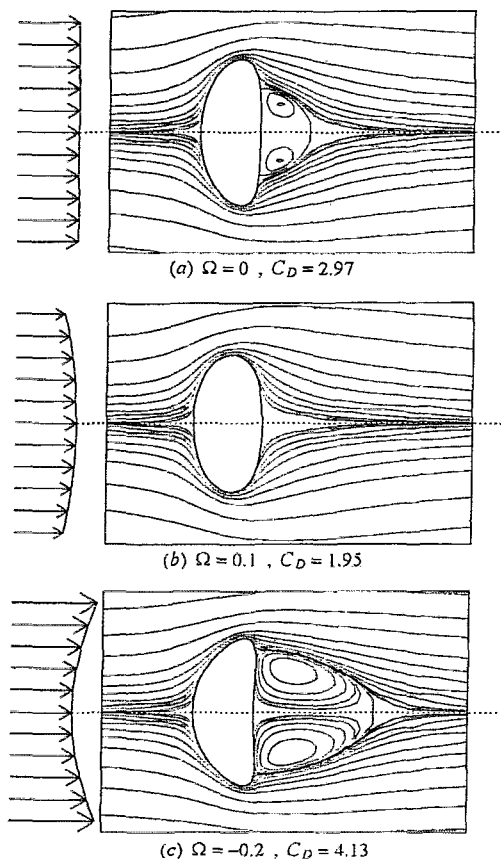 (a) Ω=0 , C_D=2.97
(b) Ω=0.1 , C_D=1.95
(c) Ω=−0.2 , C_D=4.13